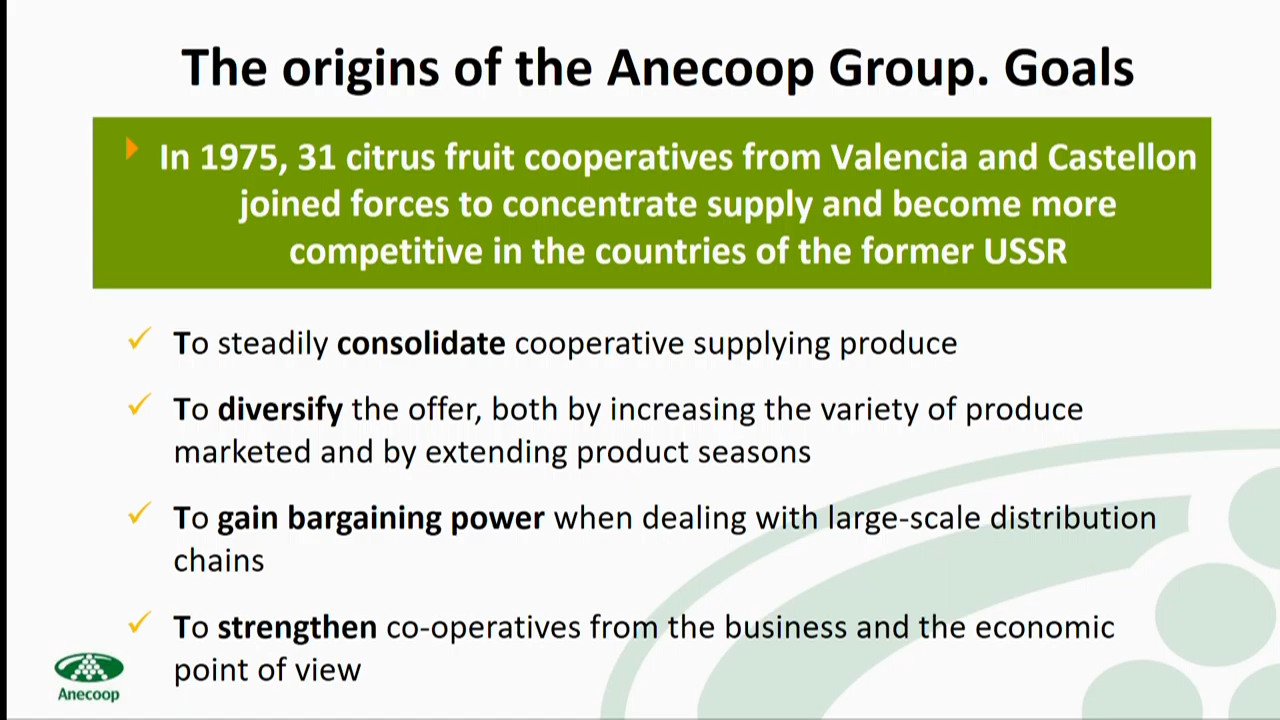 The origins of the Anecoop Group. Goals
In 1975, 31 citrus fruit cooperatives from Valencia and Castellon
joined forces to concentrate supply and become more
competitive in the countries of the former USSR
To steadily consolidate cooperative supplying produce
To diversify the offer, both by increasing the variety of produce
marketed and by extending product seasons
To gain bargaining power when dealing with large-scale distribution
chains
To strengthen co-operatives from the business and the economic
point of view
Anecoop